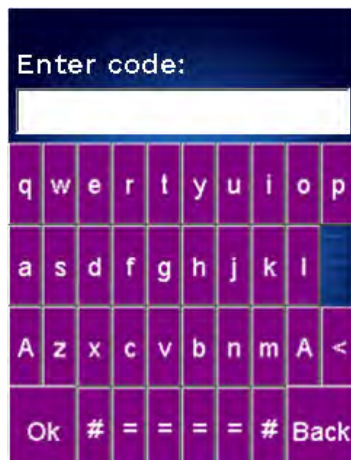 Enter code:
q w e r t y u i o p
a s d f g h j k l
A z x c v b n m A <
Ok # = = = = # Back